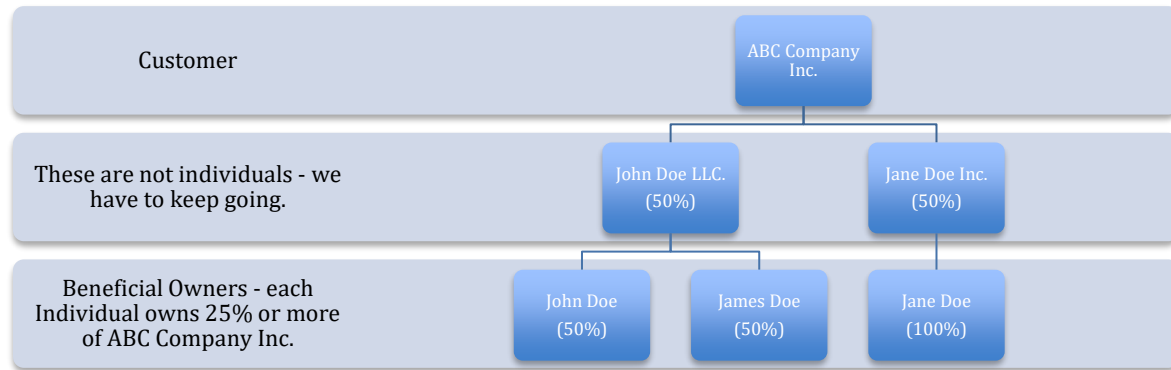 Customer
ABC Company
Inc.
These are not individuals - we
have to keep going.
John Doe LLC.
(50%)
Jane Doe Inc.
(50%)
Beneficial Owners - each
Individual owns 25% or more
of ABC Company Inc.
John Doe
(50%)
James Doe
(50%)
Jane Doe
(100%)